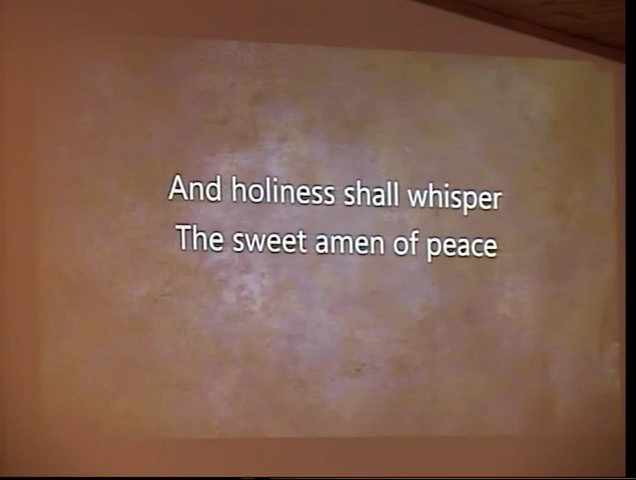 And holiness shall whisper
The sweet amen of peace